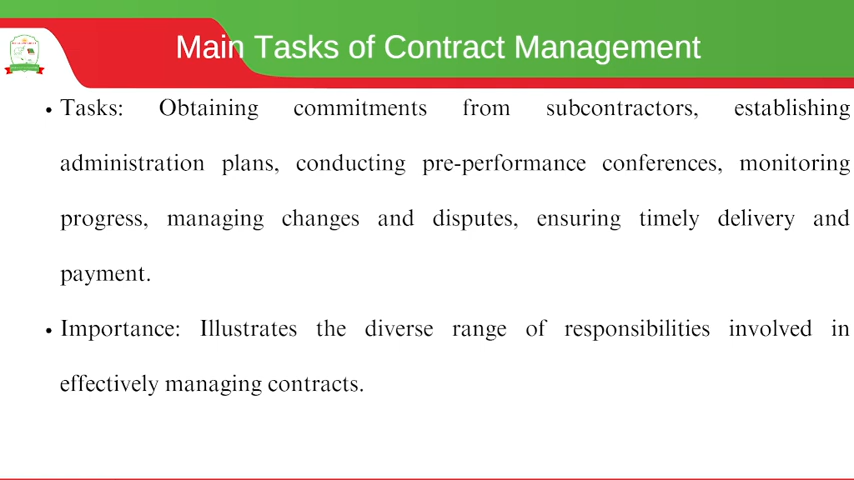 Main Tasks of Contract Management
• Tasks: Obtaining commitments from subcontractors, establishing
administration plans, conducting pre-performance conferences, monitoring
progress, managing changes and disputes, ensuring timely delivery and
payment.
• Importance: Illustrates the diverse range of responsibilities involved in
effectively managing contracts.